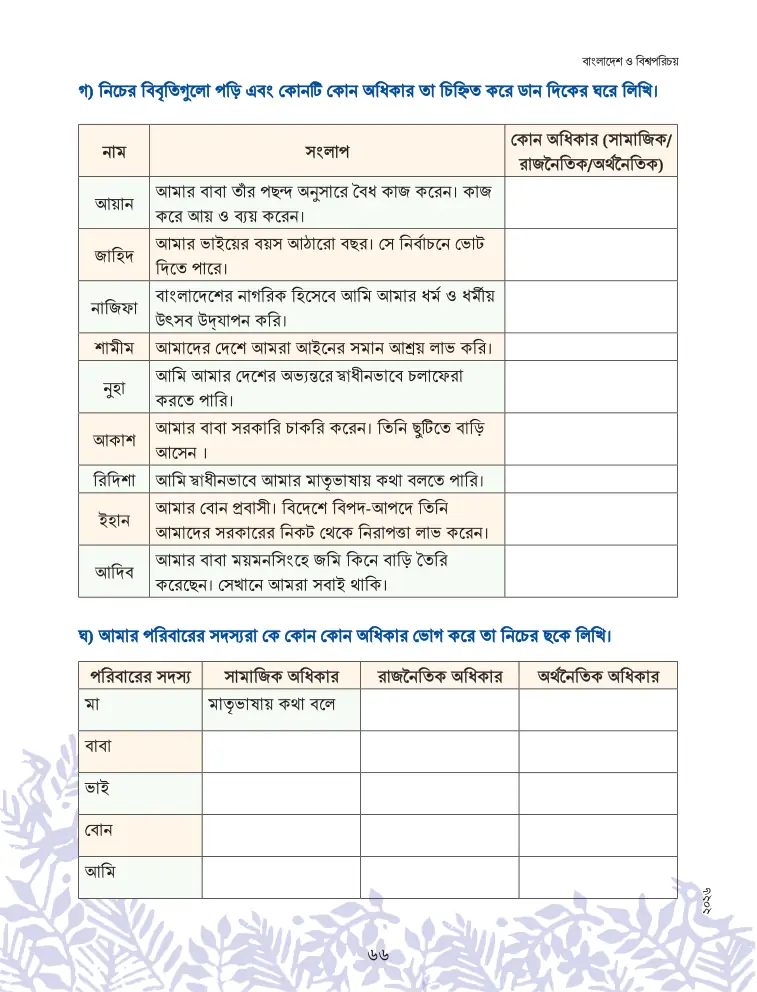 বাংলাদেশ ও বিশ্বপরিচয়
গ) নিচের বিবৃতিগুলো পড়ি এবং কোনটি কোন অধিকার তা চিহ্নিত করে ডান দিকের ঘরে লিখি।
নাম সংলাপ কোন অধিকার (সামাজিক/
রাজনৈতিক/অর্থনৈতিক)
আয়ান আমার বাবা তাঁর পছন্দ অনুসারে বৈধ কাজ করেন। কাজ
করে আয় ও ব্যয় করেন।
জাহিদ আমার ভাইয়ের বয়স আঠারো বছর। সে নির্বাচনে ভোট
দিতে পারে।
নাজিফা বাংলাদেশের নাগরিক হিসেবে আমি আমার ধর্ম ও ধর্মীয়
উৎসব উদ্‌যাপন করি।
শামীম আমাদের দেশে আমরা আইনের সমান আশ্রয় লাভ করি।
নুহা আমি আমার দেশের অভ্যন্তরে স্বাধীনভাবে চলাফেরা
করতে পারি।
আকাশ আমার বাবা সরকারি চাকরি করেন। তিনি ছুটিতে বাড়ি
আসেন ।
রিদিশা আমি স্বাধীনভাবে আমার মাতৃভাষায় কথা বলতে পারি।
ইহান আমার বোন প্রবাসী। বিদেশে বিপদ-আপদে তিনি
আমাদের সরকারের নিকট থেকে নিরাপত্তা লাভ করেন।
আদিব আমার বাবা ময়মনসিংহে জমি কিনে বাড়ি তৈরি
করেছেন। সেখানে আমরা সবাই থাকি।
ঘ) আমার পরিবারের সদস্যরা কে কোন কোন অধিকার ভোগ করে তা নিচের ছকে লিখি।
পরিবারের সদস্য সামাজিক অধিকার রাজনৈতিক অধিকার অর্থনৈতিক অধিকার
মা মাতৃভাষায় কথা বলে
বাবা
ভাই
বোন
আমি
২০২৬
৬৬